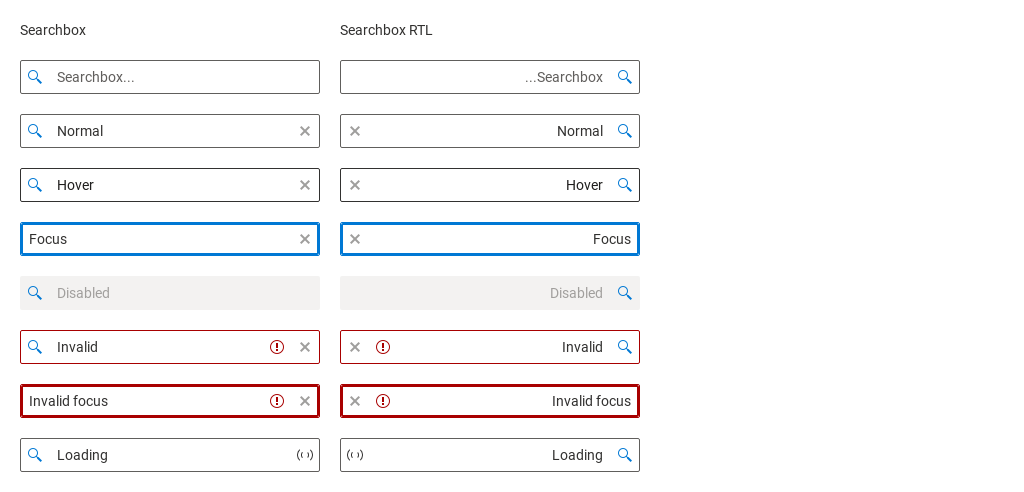 Searchbox
Searchbox...
Normal
Hover
Focus
Disabled
Invalid
Invalid focus
Loading
Searchbox RTL
...Searchbox
Normal
Hover
Focus
Disabled
Invalid
Invalid focus
Loading